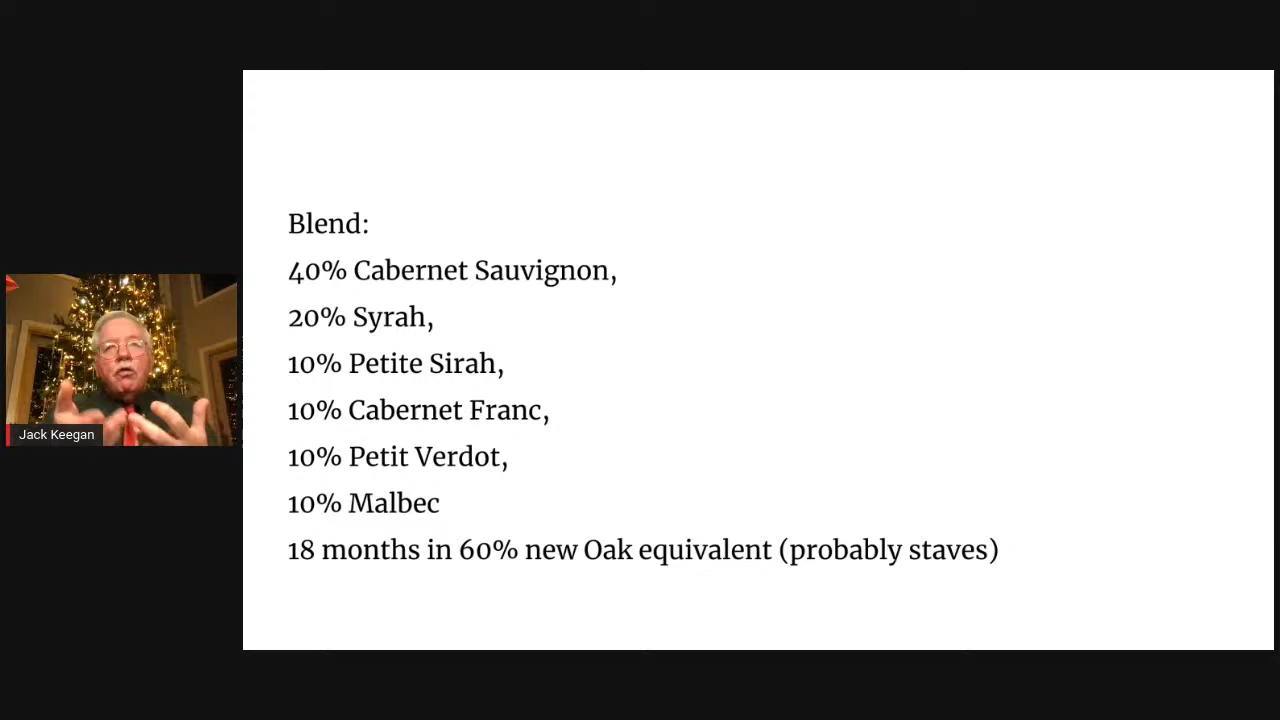 Blend:
40% Cabernet Sauvignon,
20% Syrah,
10% Petite Sirah,
10% Cabernet Franc,
10% Petit Verdot,
10% Malbec
18 months in 60% new Oak equivalent (probably staves)
Jack Keegan